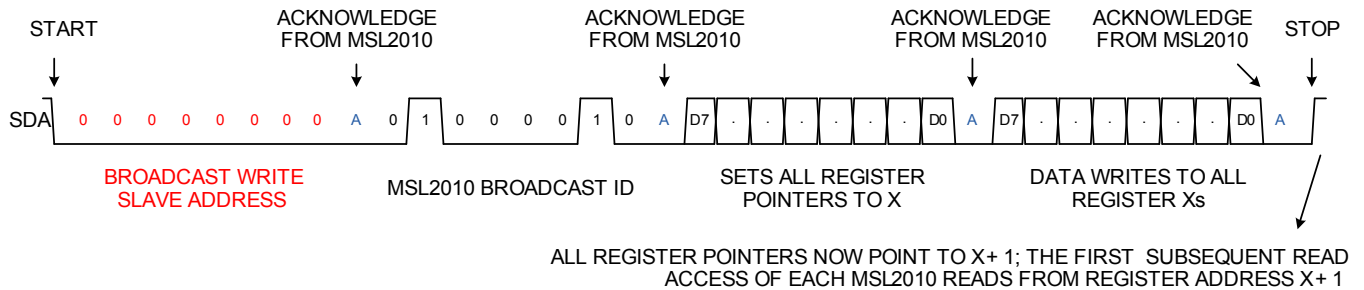 START
ACKNOWLEDGE
FROM MSL2010
ACKNOWLEDGE
FROM MSL2010
ACKNOWLEDGE
FROM MSL2010
ACKNOWLEDGE
FROM MSL2010
STOP
SDA 0 0 0 0 0 0 0 0 A 0 1 0 0 0 0 1 0 A D7 . . . . . . D0 A D7 . . . . . . D0 A
BROADCAST WRITE
SLAVE ADDRESS
MSL2010 BROADCAST ID
SETS ALL REGISTER
POINTERS TO X
DATA WRITES TO ALL
REGISTER Xs
ALL REGISTER POINTERS NOW POINT TO X+ 1; THE FIRST SUBSEQUENT READ
ACCESS OF EACH MSL2010 READS FROM REGISTER ADDRESS X+ 1